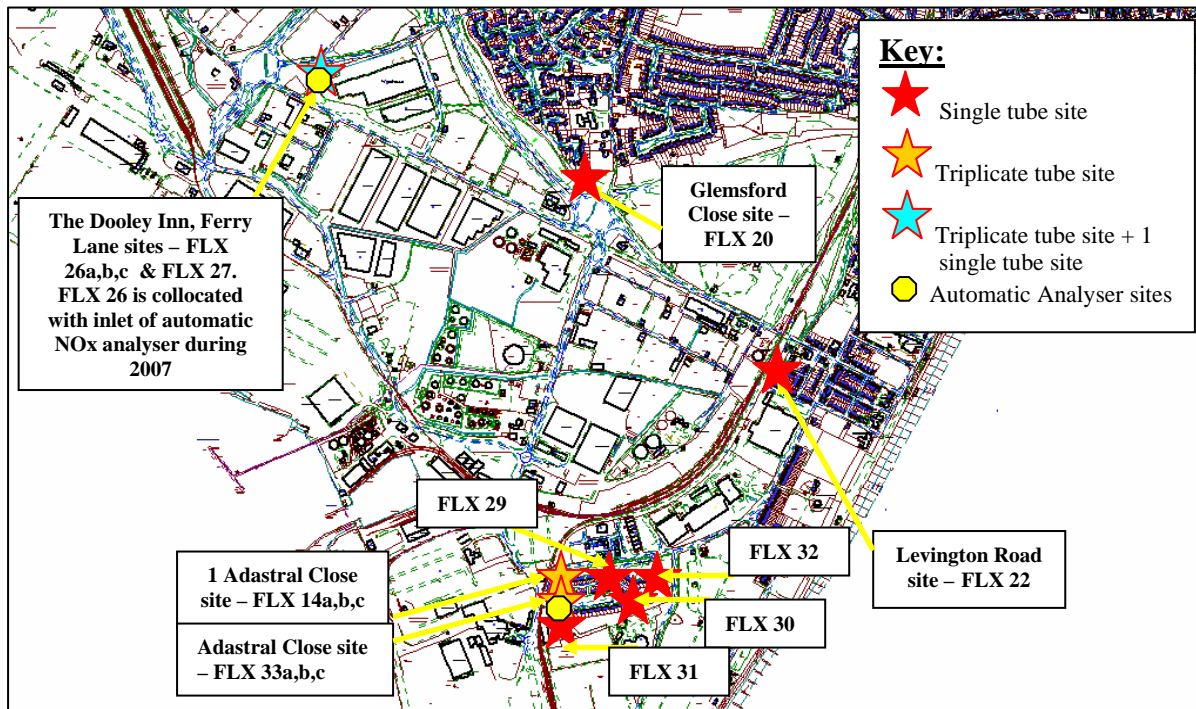 Key:
Single tube site
Triplicate tube site
Triplicate tube site + 1
single tube site
Automatic Analyser sites
The Dooley Inn, Ferry
Lane sites – FLX
26a,b,c & FLX 27.
FLX 26 is collocated
with inlet of automatic
NOx analyser during
2007
Glemsford
Close site –
FLX 20
FLX 29
FLX 32
Levington Road
site – FLX 22
1 Adastral Close
site – FLX 14a,b,c
FLX 30
Adastral Close site
– FLX 33a,b,c
FLX 31